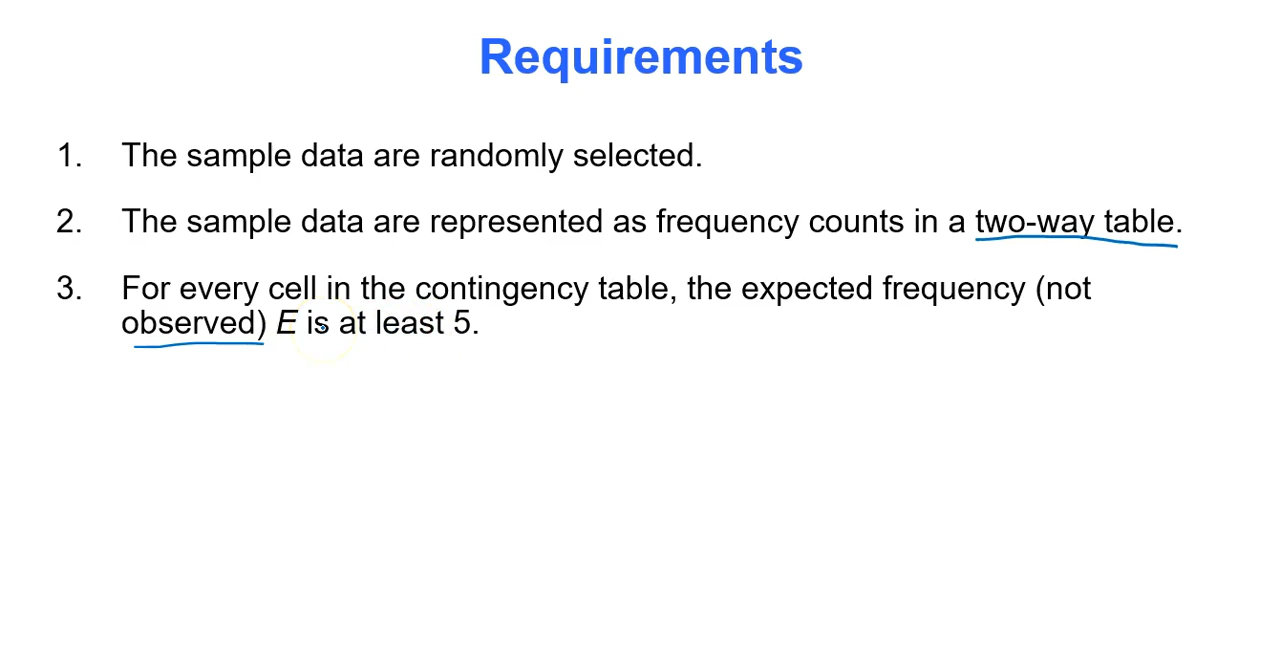 Requirements
1. The sample data are randomly selected.
2. The sample data are represented as frequency counts in a two-way table.
3. For every cell in the contingency table, the expected frequency (not
observed) E is at least 5.